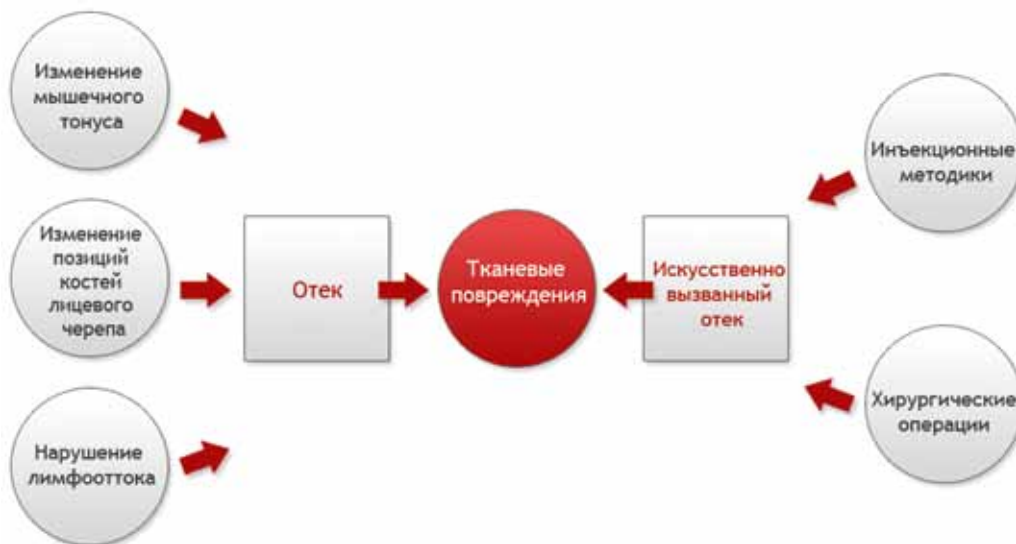 Изменение
мышечного
тонуса
Изменение
позиций
костей
лицевого
черепа
Нарушение
лимфооттока
Отек
Тканевые
повреждения
Искусственно
вызванный
отек
Инъекционные
методики
Хирургические
операции